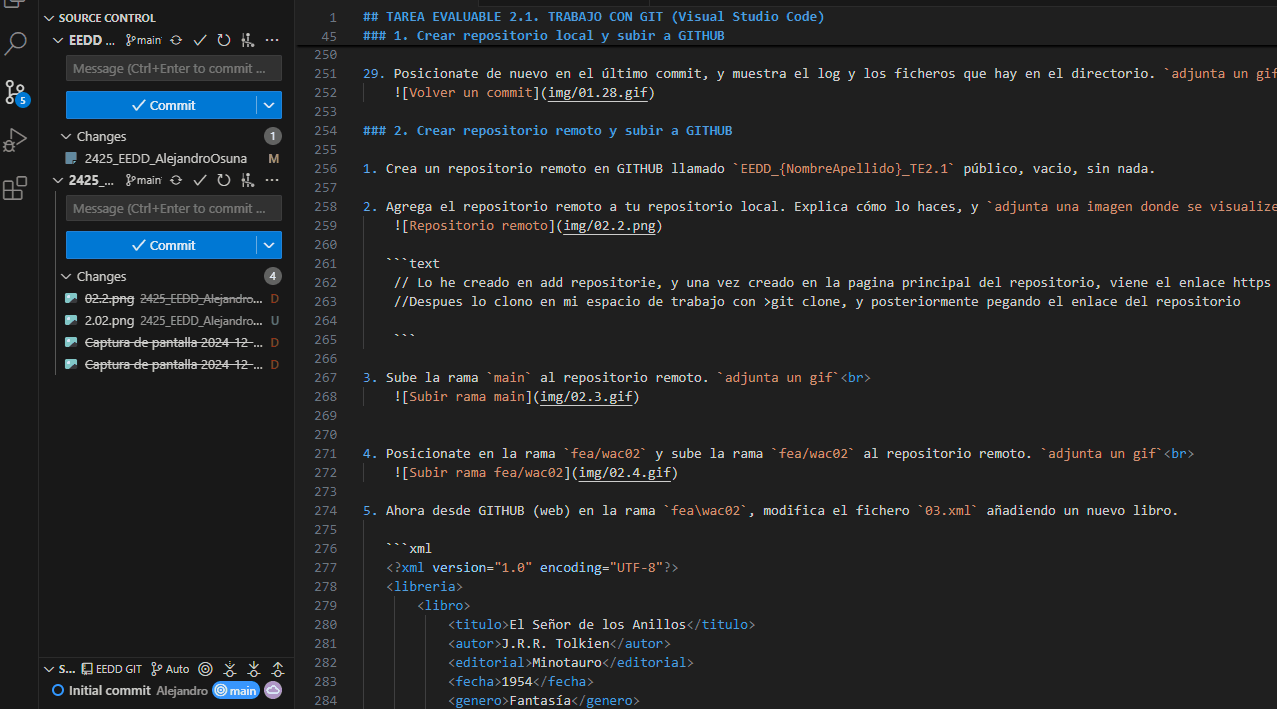 SOURCE CONTROL
EEDD ... main
Message (Ctrl+Enter to commit ...
Commit
Changes 1
2425_EEDD_AlejandroOsuna M
2425_... main
Message (Ctrl+Enter to commit ...
Commit
Changes 4
02.2.png 2425_EEDD_Alejandro... D
2.02.png 2425_EEDD_Alejandro... U
Captura de pantalla 2024-12-... D
Captura de pantalla 2024-12-... D
S... EEDD GIT Auto
Initial commit Alejandro main
5
1 ## TAREA EVALUABLE 2.1. TRABAJO CON GIT (Visual Studio Code)
45 ### 1. Crear repositorio local y subir a GITHUB
250
251 29. Posicionate de nuevo en el último commit, y muestra el log y los ficheros que hay en el directorio. `adjunta un gif
252 ![Volver un commit](img/01.28.gif)
253
254 ### 2. Crear repositorio remoto y subir a GITHUB
255
256 1. Crea un repositorio remoto en GITHUB llamado `EEDD_{NombreApellido}_TE2.1` público, vacio, sin nada.
257
258 2. Agrega el repositorio remoto a tu repositorio local. Explica cómo lo haces, y `adjunta una imagen donde se visualize
259 ![Repositorio remoto](img/02.2.png)
260
261 ```text
262 // Lo he creado en add repositorie, y una vez creado en la pagina principal del repositorio, viene el enlace https
263 //Despues lo clono en mi espacio de trabajo con >git clone, y posteriormente pegando el enlace del repositorio
264
265 ```
266
267 3. Sube la rama `main` al repositorio remoto. `adjunta un gif`<br>
268 ![Subir rama main](img/02.3.gif)
269
270
271 4. Posicionate en la rama `fea/wac02` y sube la rama `fea/wac02` al repositorio remoto. `adjunta un gif`<br>
272 ![Subir rama fea/wac02](img/02.4.gif)
273
274 5. Ahora desde GITHUB (web) en la rama `fea\wac02`, modifica el fichero `03.xml` añadiendo un nuevo libro.
275
276 ```xml
277 <?xml version="1.0" encoding="UTF-8"?>
278 <libreria>
279 <libro>
280 <titulo>El Señor de los Anillos</titulo>
281 <autor>J.R.R. Tolkien</autor>
282 <editorial>Minotauro</editorial>
283 <fecha>1954</fecha>
284 <genero>Fantasía</genero>